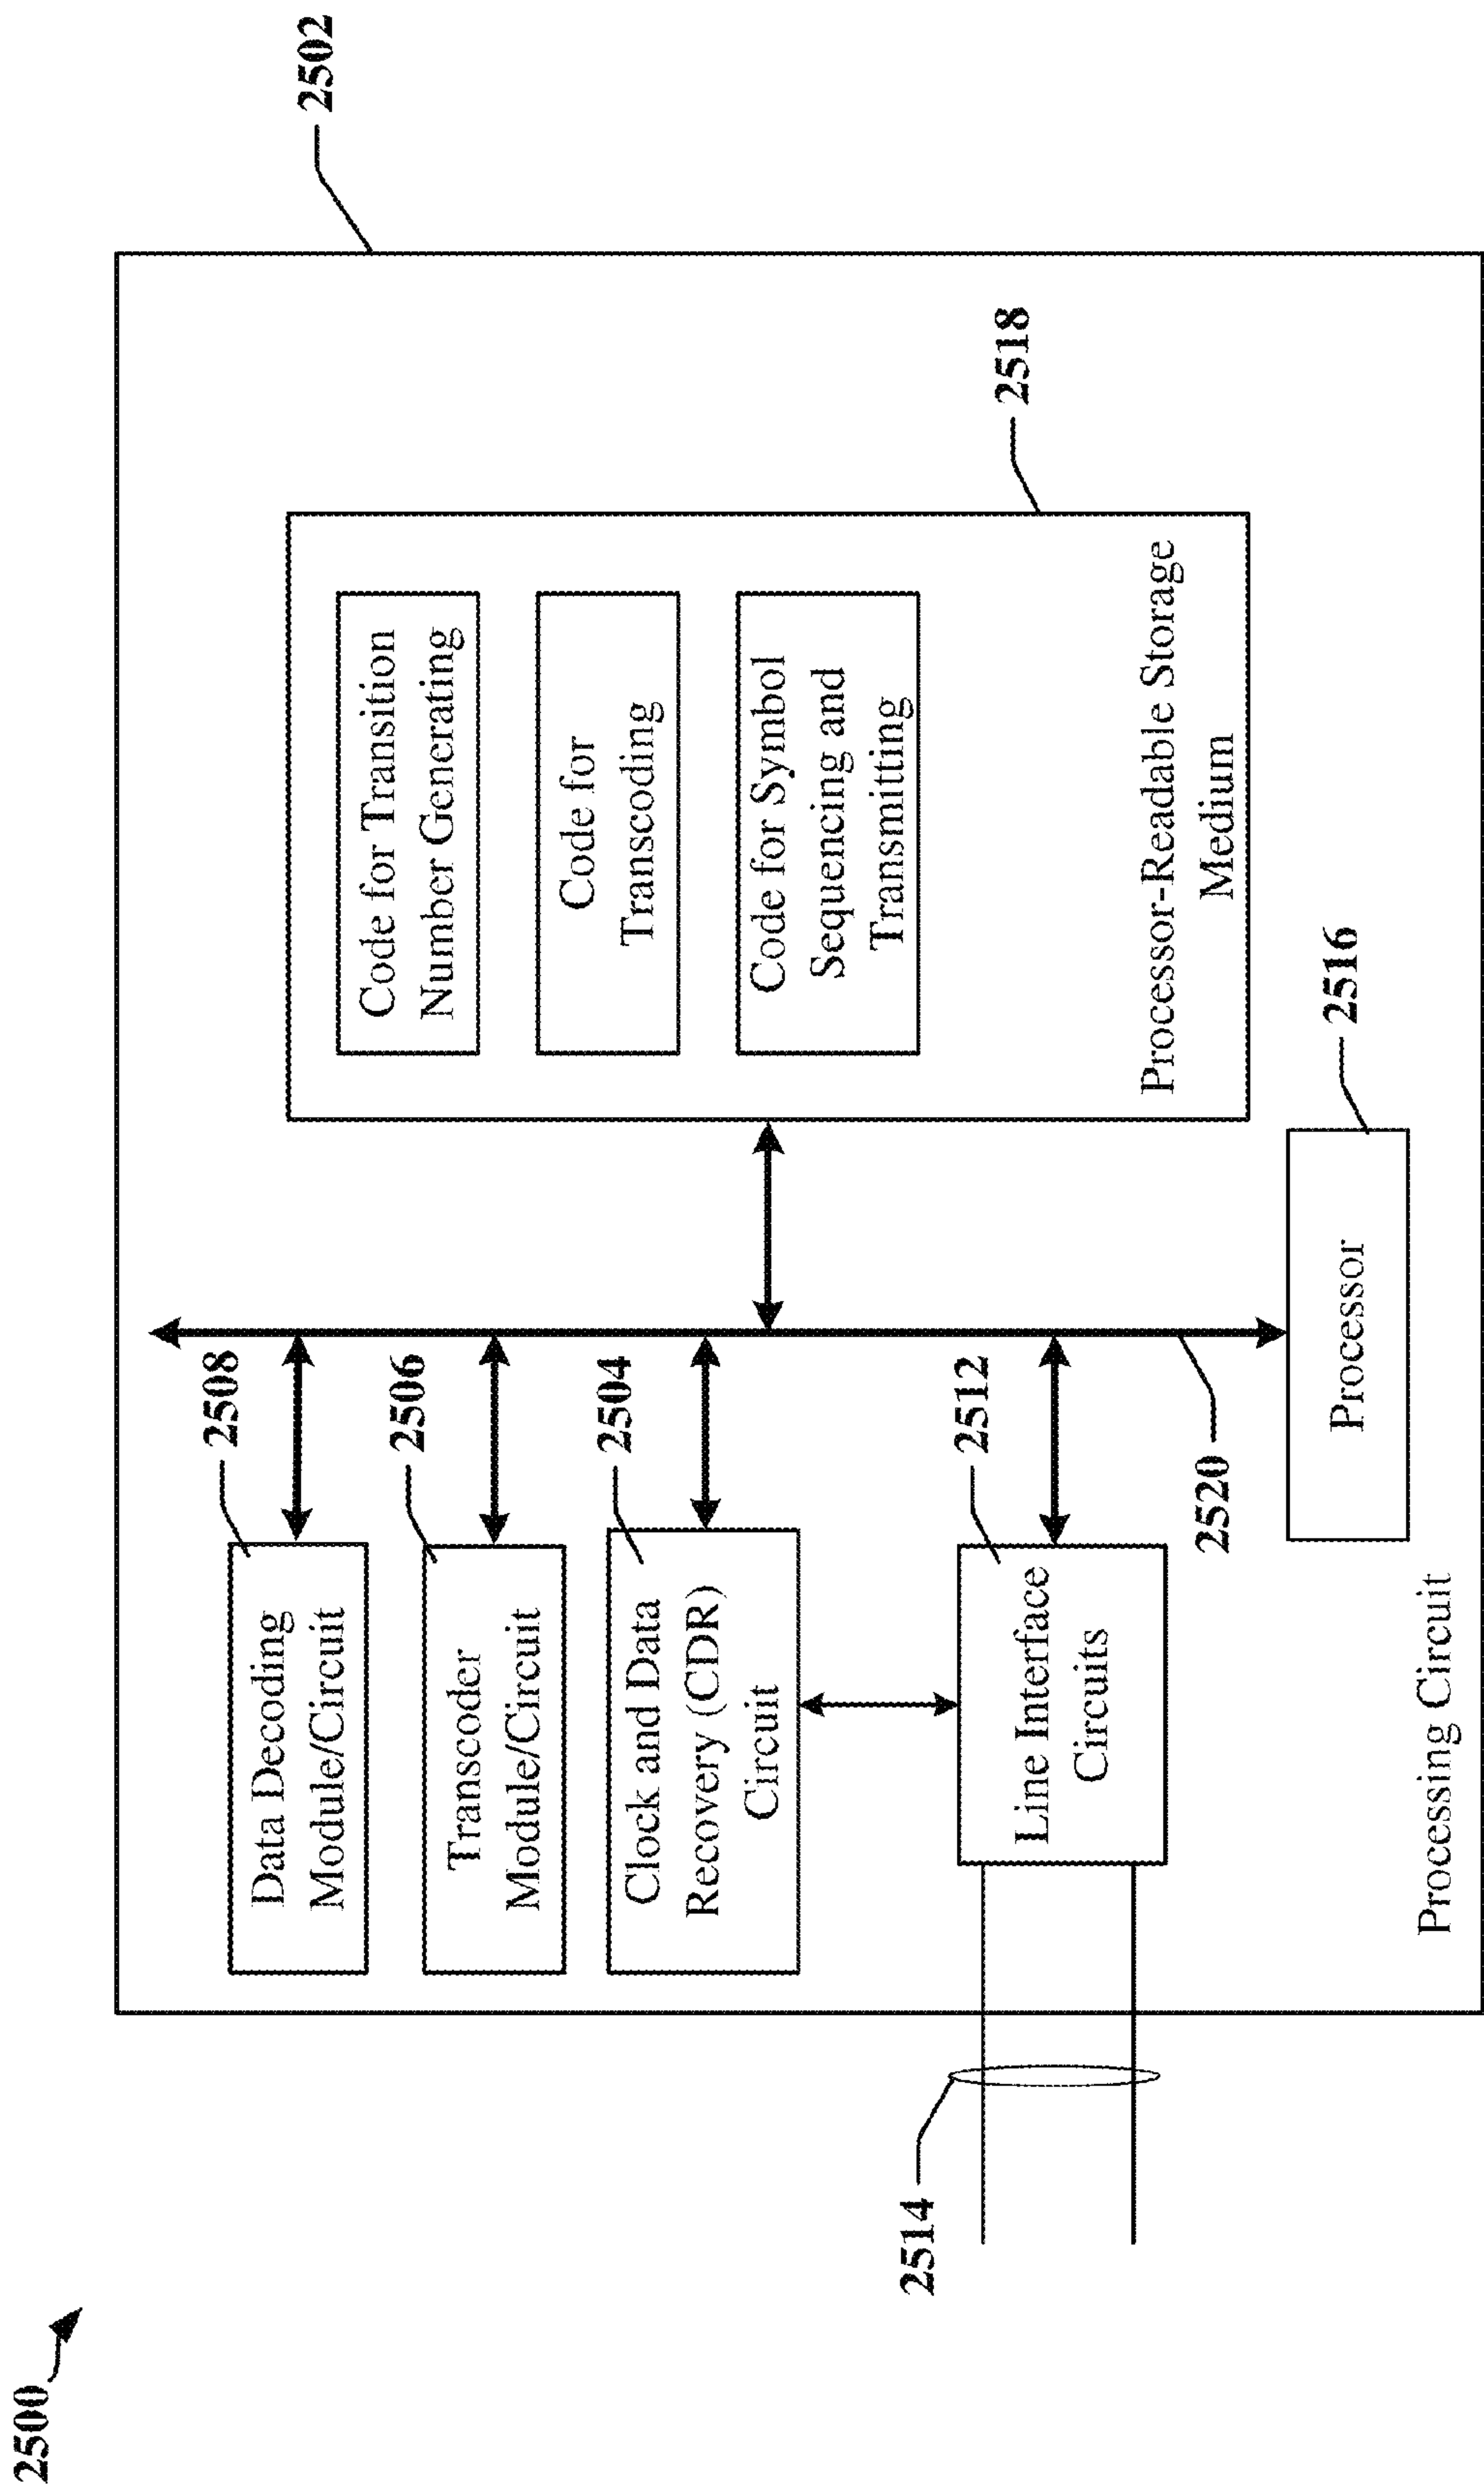 2500
2502
2508
Data Decoding
Module/Circuit
2506
Transcoder
Module/Circuit
2504
Clock and Data
Recovery (CDR)
Circuit
2512
Line Interface
Circuits
2514
2520
Code for Transition
Number Generating
Code for
Transcoding
Code for Symbol
Sequencing and
Transmitting
Processor-Readable Storage
Medium
2518
Processor
2516
Processing Circuit